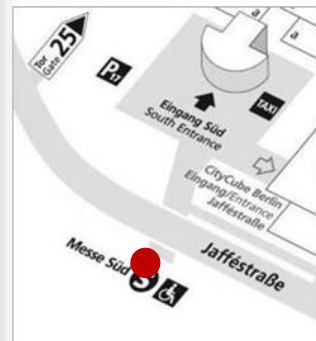 a
a
Tor
Gate 25
P17
TAXI
Eingang Süd
South Entrance
CityCube Berlin
Eingang/Entrance
Jafféstraße
Jafféstraße
Messe Süd
S